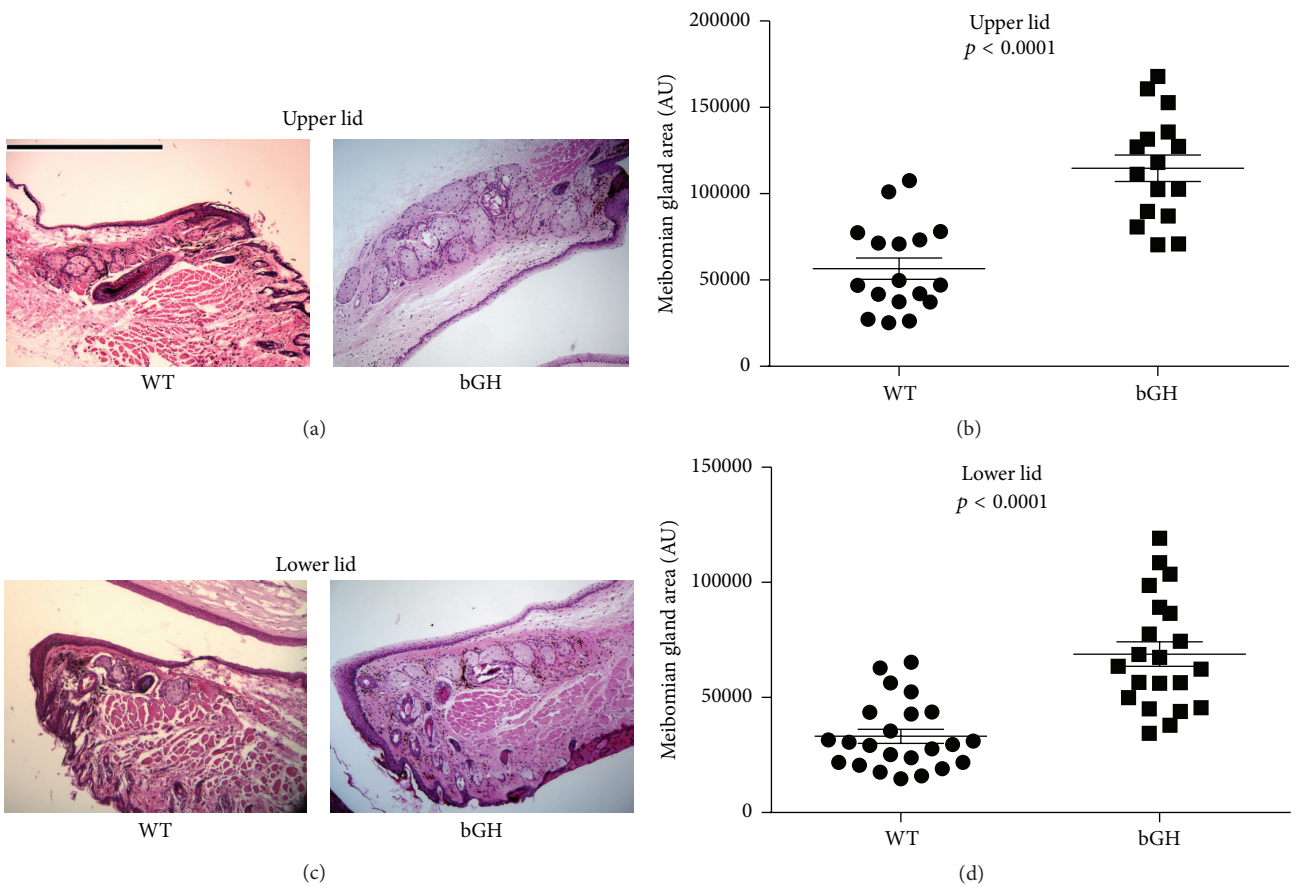 Upper lid
WT
bGH
(a)
200000
150000
100000
50000
0
Meibomian gland area (AU)
Upper lid
p < 0.0001
WT
bGH
(b)
Lower lid
WT
bGH
(c)
150000
100000
50000
0
Meibomian gland area (AU)
Lower lid
p < 0.0001
WT
bGH
(d)